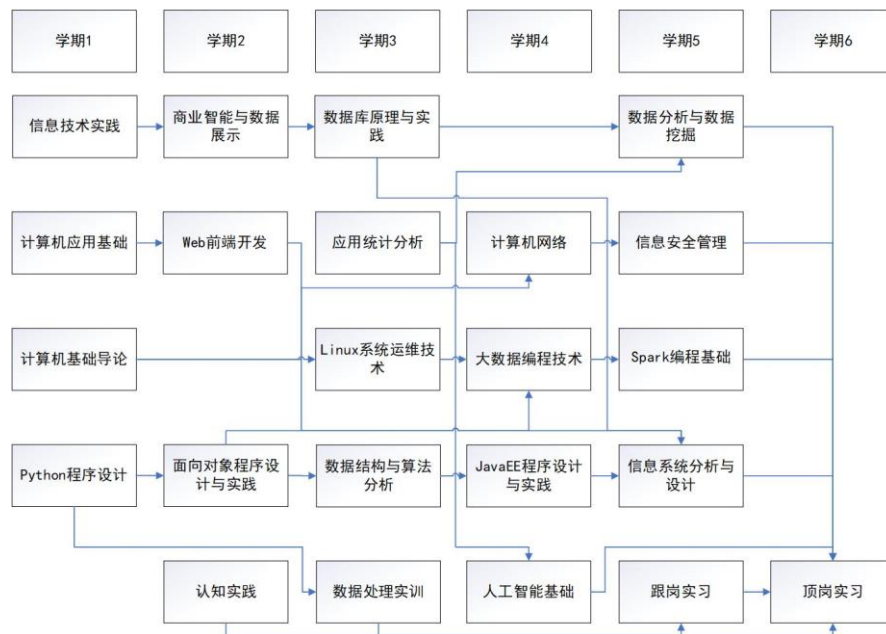 学期1
学期2
学期3
学期4
学期5
学期6
信息技术实践
商业智能与数据
展示
数据库原理与实
践
数据分析与数据
挖掘
计算机应用基础
Web前端开发
应用统计分析
计算机网络
信息安全管理
计算机基础导论
Linux系统运维技
术
大数据编程技术
Spark编程基础
Python程序设计
面向对象程序设
计与实践
数据结构与算法
分析
JavaEE程序设计
与实践
信息系统分析与
设计
认知实践
数据处理实训
人工智能基础
跟岗实习
顶岗实习